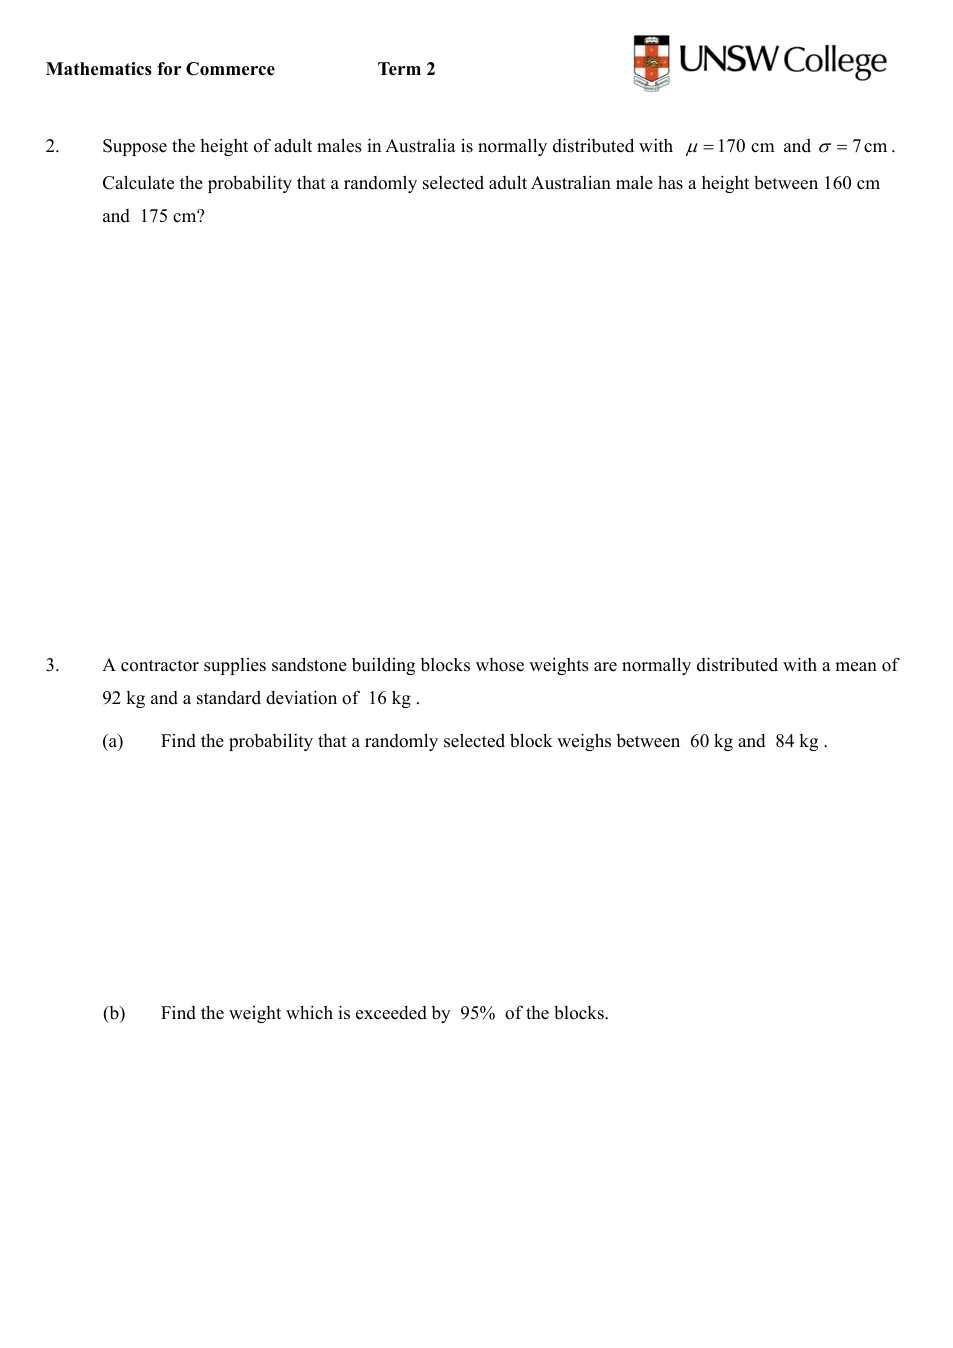 Mathematics for Commerce Term 2 UNSW College
2. Suppose the height of adult males in Australia is normally distributed with μ = 170 cm and σ = 7 cm .
Calculate the probability that a randomly selected adult Australian male has a height between 160 cm
and 175 cm?
3. A contractor supplies sandstone building blocks whose weights are normally distributed with a mean of
92 kg and a standard deviation of 16 kg .
(a) Find the probability that a randomly selected block weighs between 60 kg and 84 kg .
(b) Find the weight which is exceeded by 95% of the blocks.